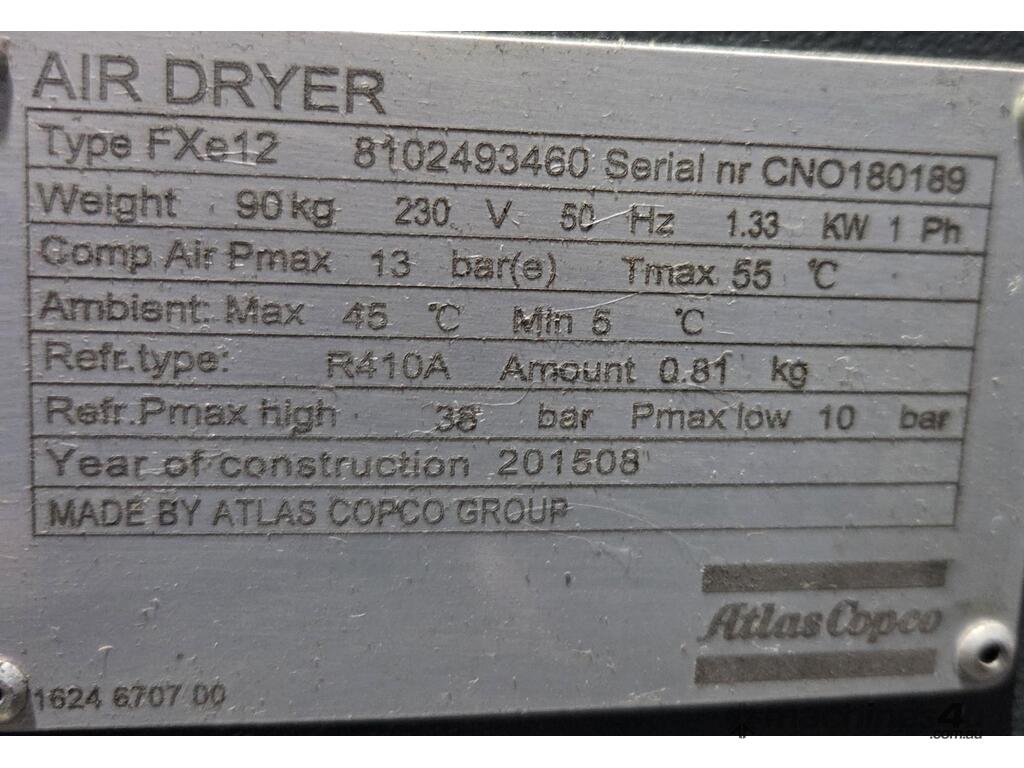 AIR DRYER
Type FXe12 8102493460 Serial nr CNO180189
Weight 90 kg 230 V 50 Hz 1.33 KW 1 Ph
Comp Air Pmax 13 bar(e) Tmax 55 ℃
Ambient: Max 45 ℃ Min 5 ℃
Refr.type: R410A Amount 0.81 kg
Refr.Pmax high 38 bar Pmax low 10 bar
Year of construction 201508
MADE BY ATLAS COPCO GROUP
Atlas Copco
1624 6707 00
machines4
.com.au